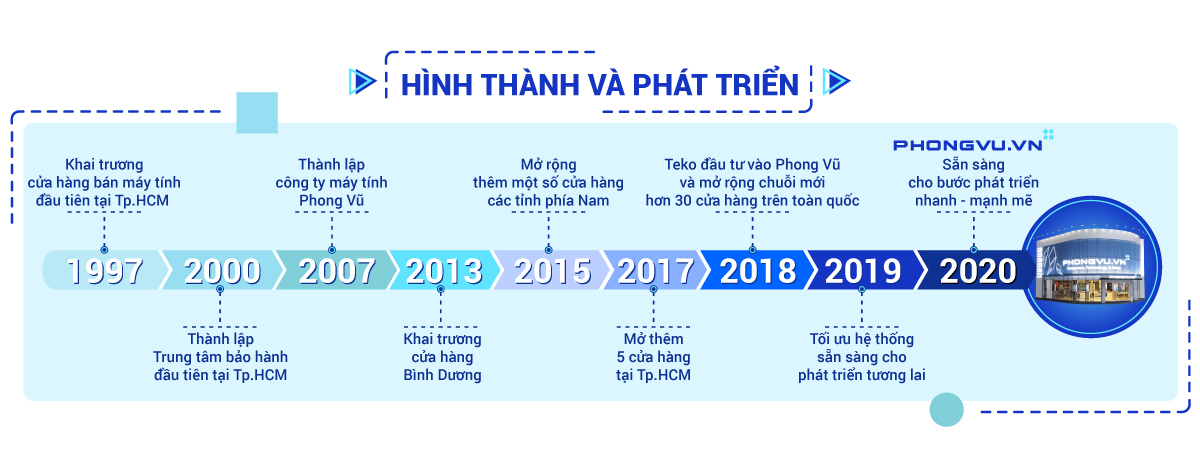 HÌNH THÀNH VÀ PHÁT TRIỂN
Khai trương
cửa hàng bán máy tính
đầu tiên tại Tp.HCM
Thành lập
công ty máy tính
Phong Vũ
Mở rộng
thêm một số cửa hàng
các tỉnh phía Nam
Teko đầu tư vào Phong Vũ
và mở rộng chuỗi mới
hơn 30 cửa hàng trên toàn quốc
PHONGVU.VN
Sẵn sàng
cho bước phát triển
nhanh - mạnh mẽ
1997
2000
2007
2013
2015
2017
2018
2019
2020
PHONGVU.VN
Thành lập
Trung tâm bảo hành
đầu tiên tại Tp.HCM
Khai trương
cửa hàng
Bình Dương
Mở thêm
5 cửa hàng
tại Tp.HCM
Tối ưu hệ thống
sẵn sàng cho
phát triển tương lai